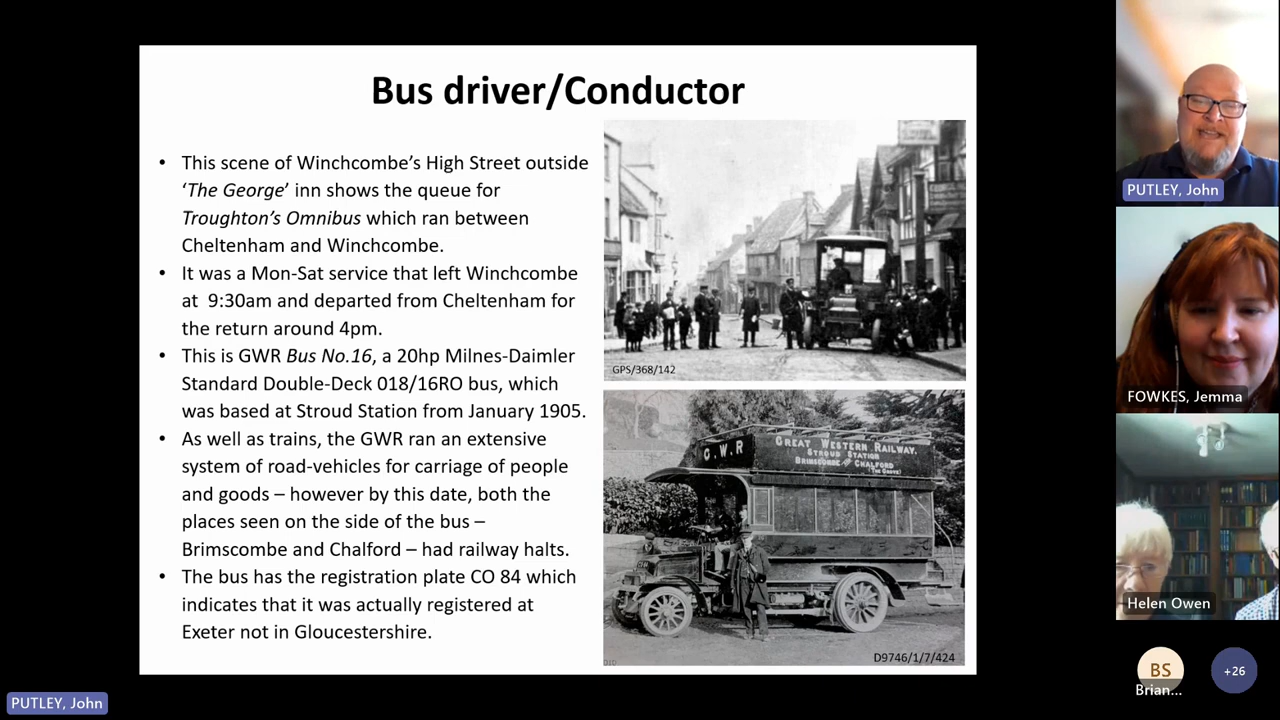 Bus driver/Conductor
• This scene of Winchcombe's High Street outside
'The George' inn shows the queue for
Troughton's Omnibus which ran between
Cheltenham and Winchcombe.
• It was a Mon-Sat service that left Winchcombe
at 9:30am and departed from Cheltenham for
the return around 4pm.
• This is GWR Bus No.16, a 20hp Milnes-Daimler
Standard Double-Deck 018/16RO bus, which
was based at Stroud Station from January 1905.
• As well as trains, the GWR ran an extensive
system of road-vehicles for carriage of people
and goods – however by this date, both the
places seen on the side of the bus –
Brimscombe and Chalford – had railway halts.
• The bus has the registration plate CO 84 which
indicates that it was actually registered at
Exeter not in Gloucestershire.
GPS/368/142
G.W.R
GREAT WESTERN RAILWAY.
STROUD STATION
BRIMSCOMBE AND CHALFORD
D9746/1/7/424
PUTLEY, John
FOWKES, Jemma
Helen Owen
BS
Brian...
+26
PUTLEY, John